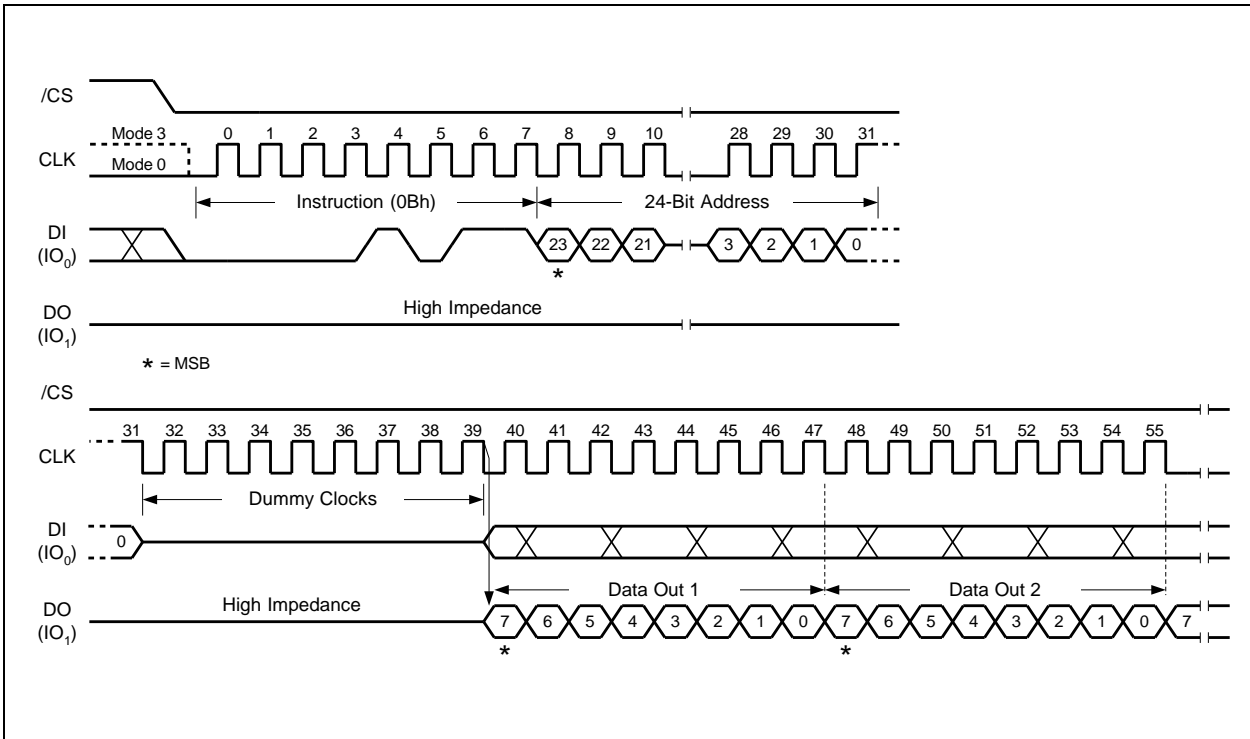 /CS
Mode 3 0 1 2 3 4 5 6 7 8 9 10 28 29 30 31
CLK
Mode 0
Instruction (0Bh) 24-Bit Address
DI
(IO0)
23 22 21 3 2 1 0
*
High Impedance
DO
(IO1)
* = MSB
/CS
31 32 33 34 35 36 37 38 39 40 41 42 43 44 45 46 47 48 49 50 51 52 53 54 55
CLK
Dummy Clocks
DI
(IO0)
0
Data Out 1 Data Out 2
High Impedance
DO
(IO1)
7 6 5 4 3 2 1 0 7 6 5 4 3 2 1 0 7
* *